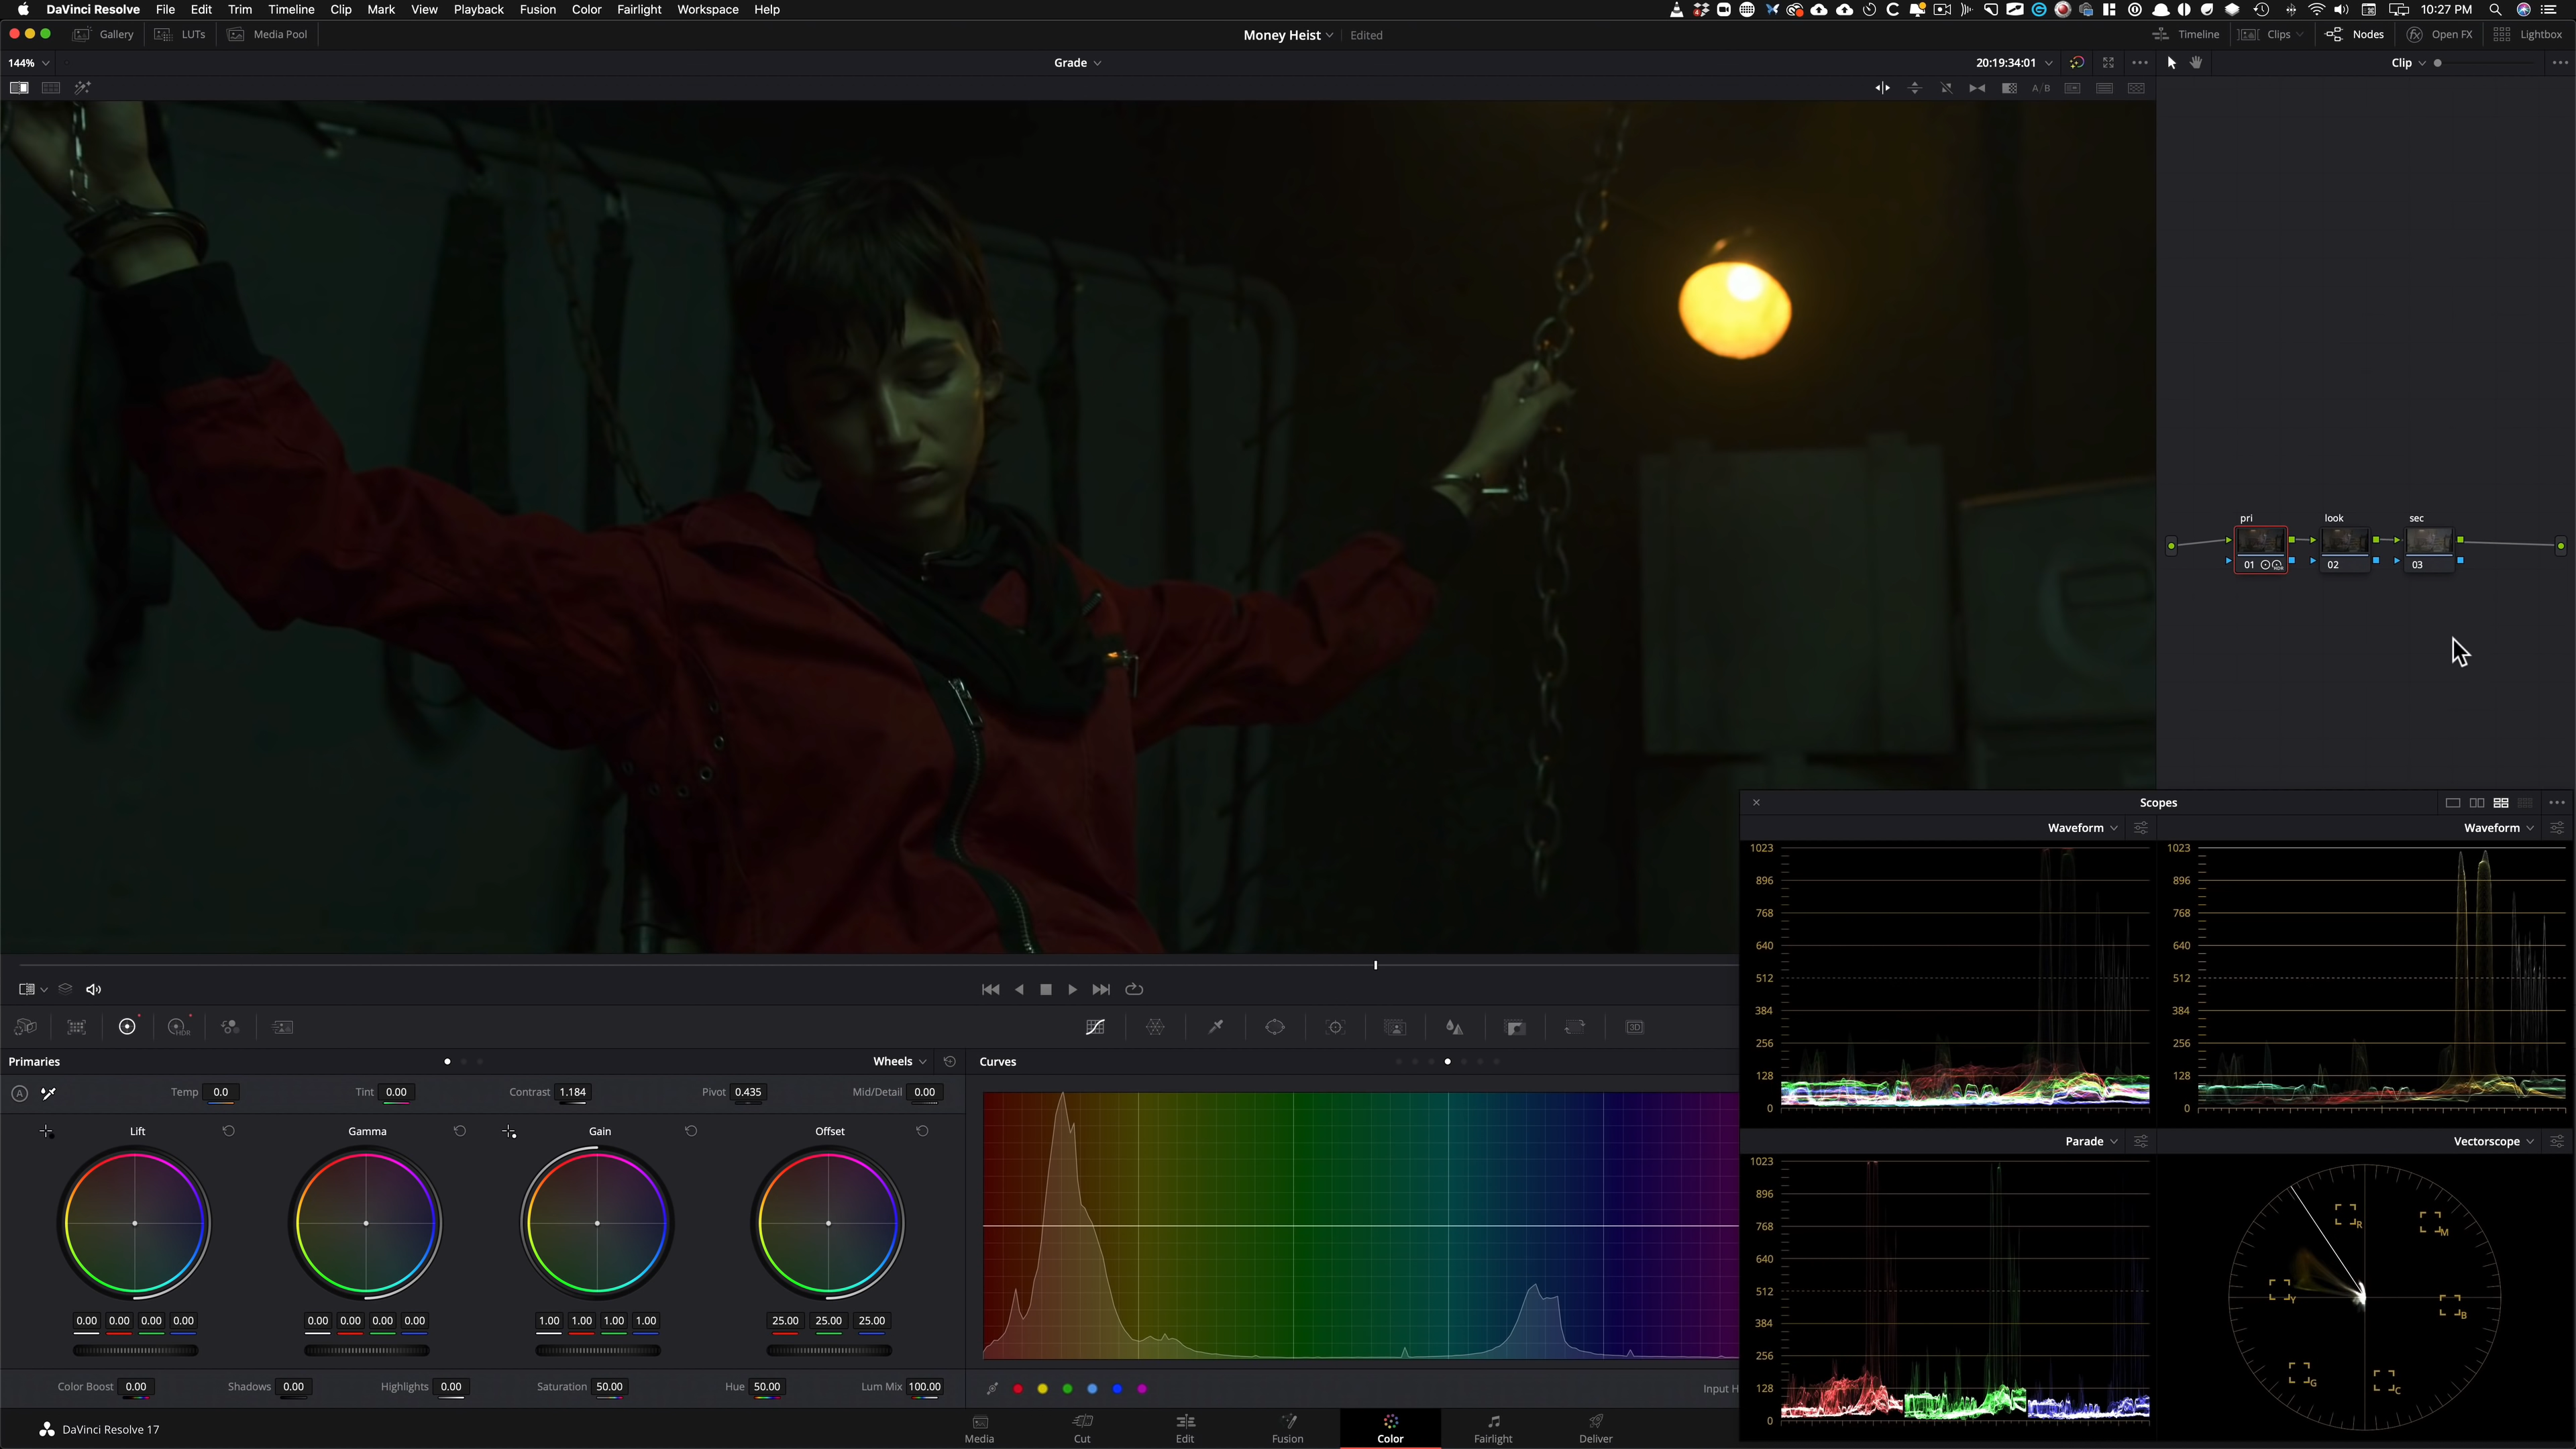 DaVinci Resolve File Edit Trim Timeline Clip Mark View Playback Fusion Color Fairlight Workspace Help 10:27 PM
Gallery LUTs Media Pool Money Heist Edited Timeline Clips Nodes Open FX Lightbox
144% Grade 20:19:34:01 Clip
A/B
pri look sec
01 HDR 02 03
Scopes
Waveform Waveform
1023 1023
896 896
768 768
640 640
512 512
384 384
256 256
128 128
0 0
HDR 3D
Primaries Wheels Curves
A Temp 0.0 Tint 0.00 Contrast 1.184 Pivot 0.435 Mid/Detail 0.00
Lift Gamma Gain Offset
Parade Vectorscope
1023
896
768
640
512
384
256
128
0
R M
Y B
G C
0.00 0.00 0.00 0.00 0.00 0.00 0.00 0.00 1.00 1.00 1.00 1.00 25.00 25.00 25.00
Color Boost 0.00 Shadows 0.00 Highlights 0.00 Saturation 50.00 Hue 50.00 Lum Mix 100.00 Input H
DaVinci Resolve 17 Media Cut Edit Fusion Color Fairlight Deliver